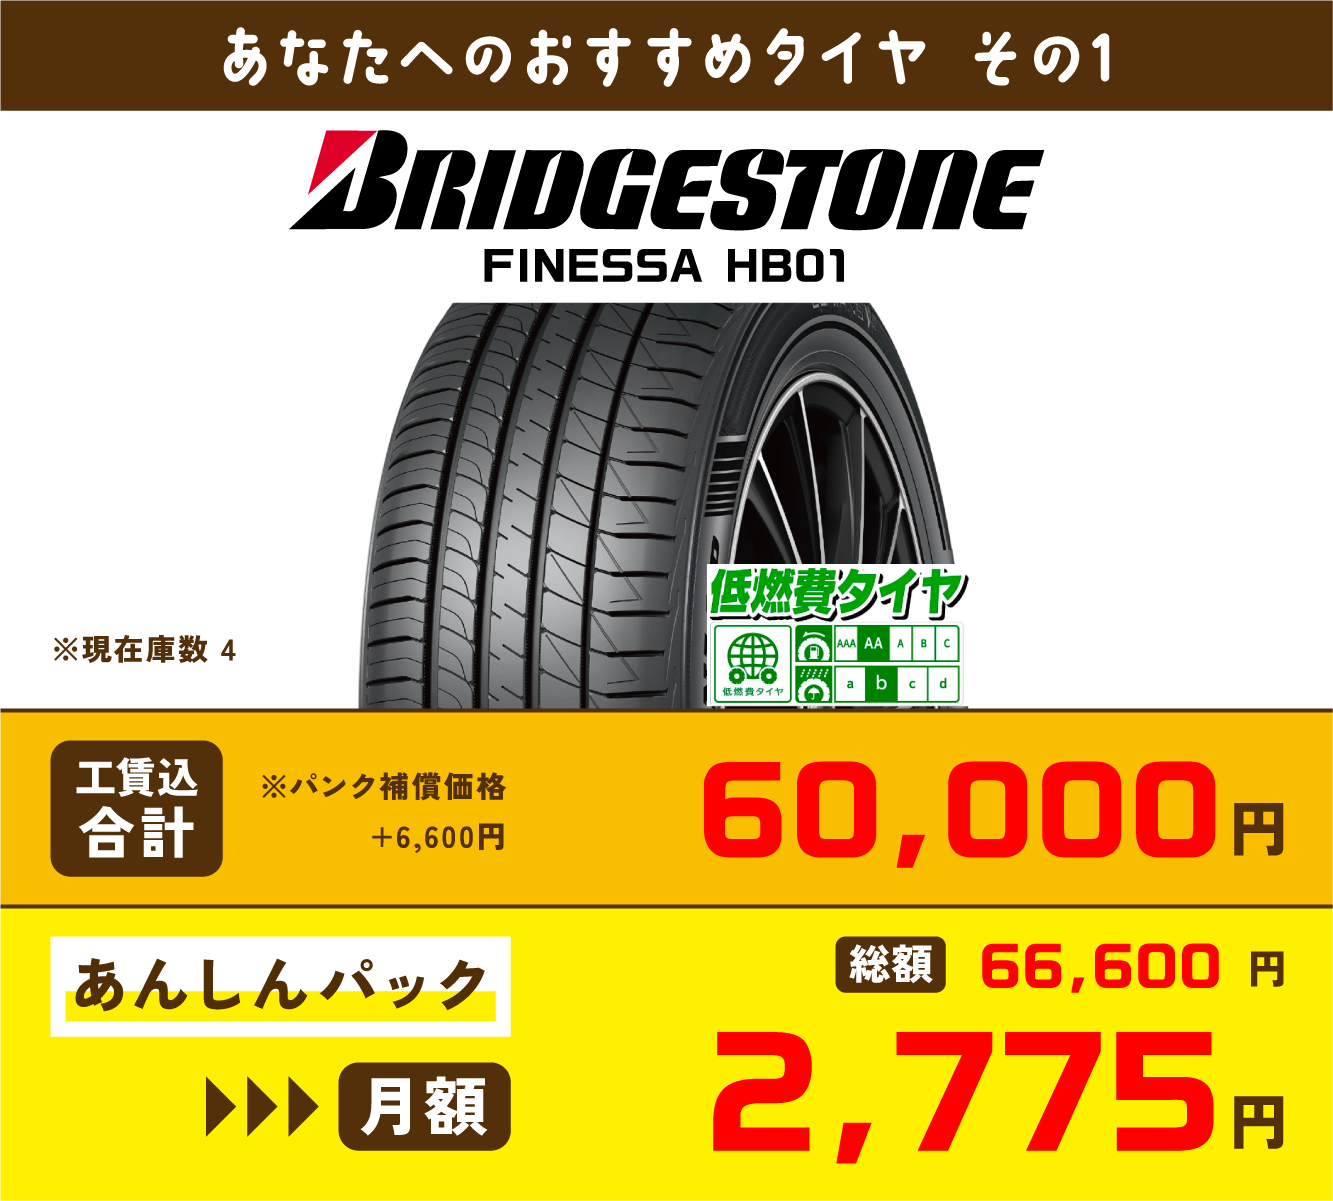 あなたへのおすすめタイヤ その1
BRIDGESTONE
FINESSA HB01
低燃費タイヤ
AAA AA A B C
低燃費タイヤ
a b c d
※現在庫数 4
工賃込
合計
※パンク補償価格
+6,600円
60,000円
あんしんパック
総額 66,600 円
月額
2,775円